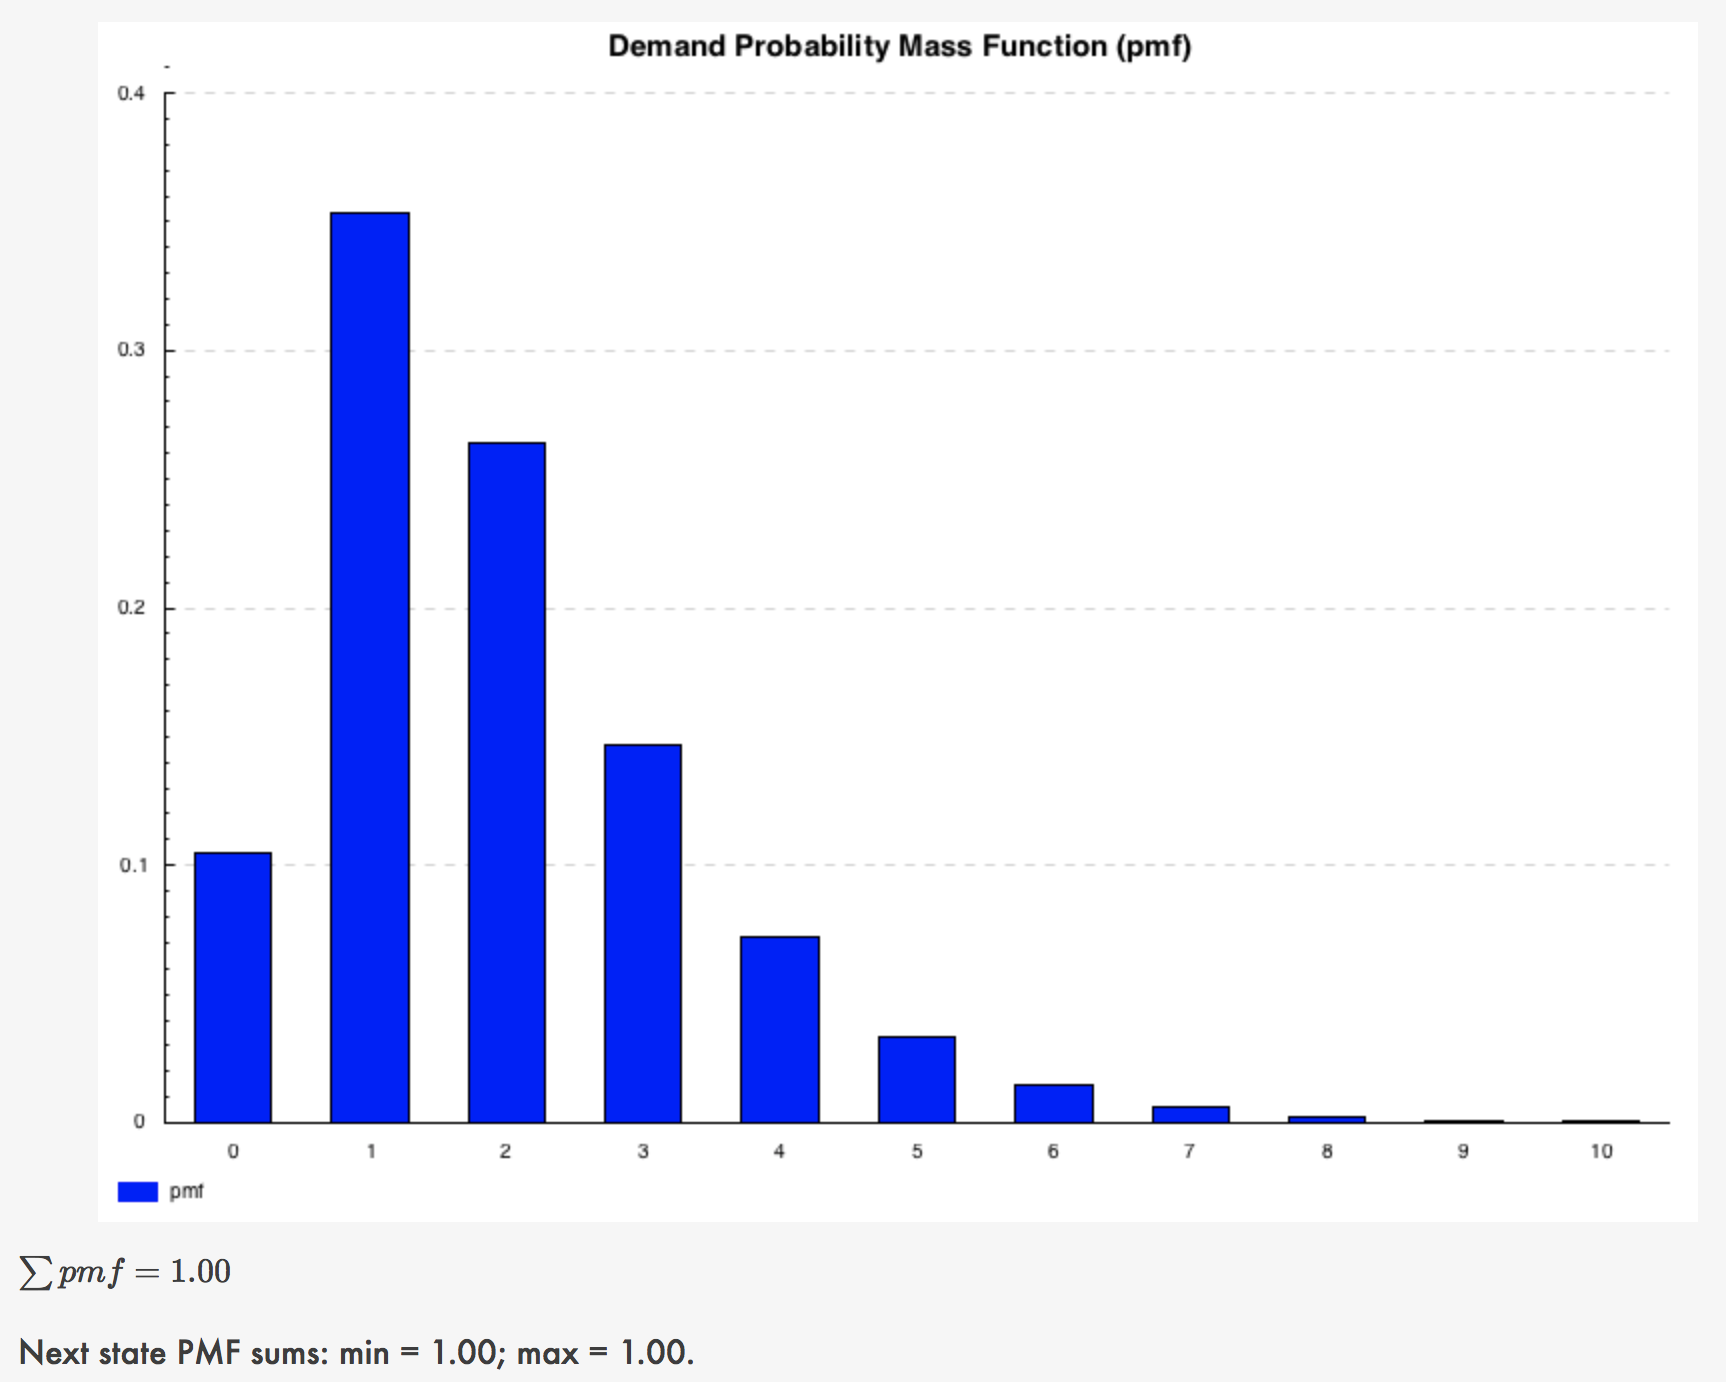 Demand Probability Mass Function (pmf)
0.4
0.3
0.2
0.1
0
0 1 2 3 4 5 6 7 8 9 10
pmf
∑ pmf = 1.00
Next state PMF sums: min = 1.00; max = 1.00.